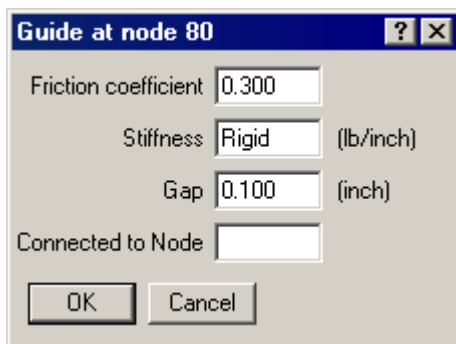 Guide at node 80 ? ×
Friction coefficient 0.300
Stiffness Rigid (lb/inch)
Gap 0.100 (inch)
Connected to Node
OK Cancel